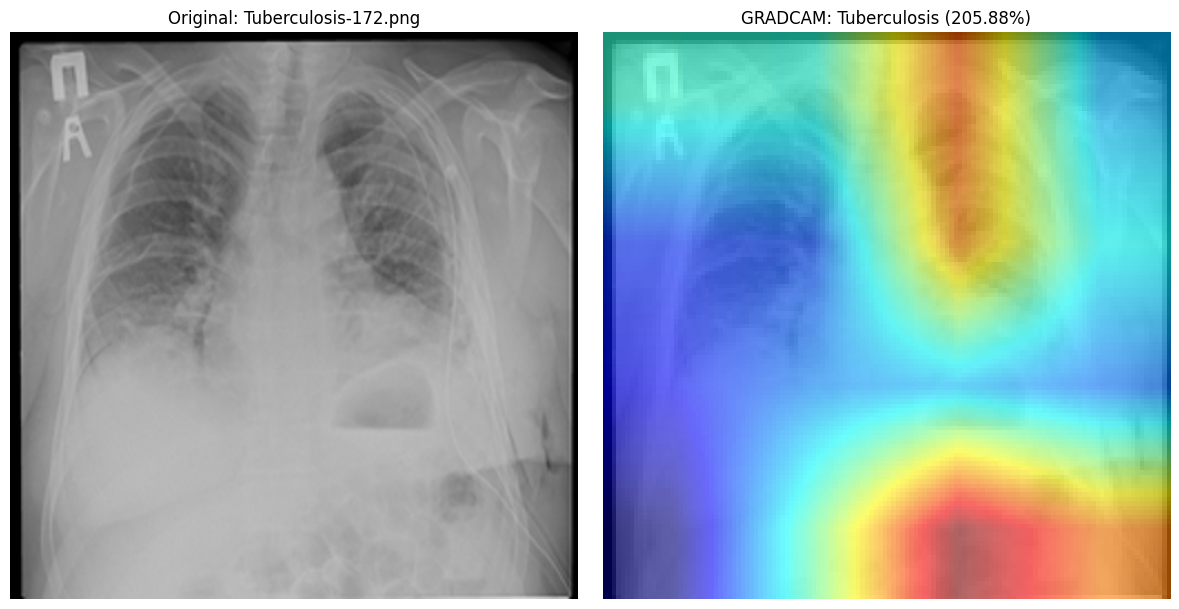 Original: Tuberculosis-172.png
GRADCAM: Tuberculosis (205.88%)
П
А
П
А